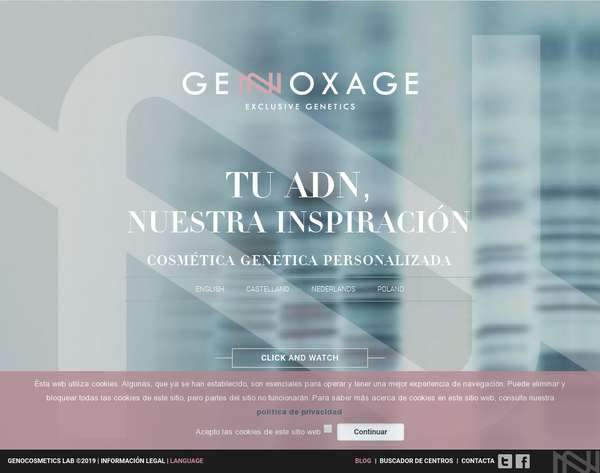 GENOXAGE
EXCLUSIVE GENETICS
TU ADN,
NUESTRA INSPIRACIÓN
COSMÉTICA GENÉTICA PERSONALIZADA
ENGLISH CASTELLANO NEDERLANDS POLAND
CLICK AND WATCH
Ésta web utiliza cookies. Algunas, que ya se han establecido, son esenciales para operar y tener una mejor experiencia de navegación. Puede eliminar y
bloquear todas las cookies de este sitio, pero partes del sitio no funcionarán. Para saber más acerca de cookies en este sitio web, consulte nuestra
política de privacidad
Acepto las cookies de este sitio web Continuar
GENOCOSMETICS LAB ©2019 | INFORMACIÓN LEGAL | LANGUAGE BLOG | BUSCADOR DE CENTROS | CONTACTA